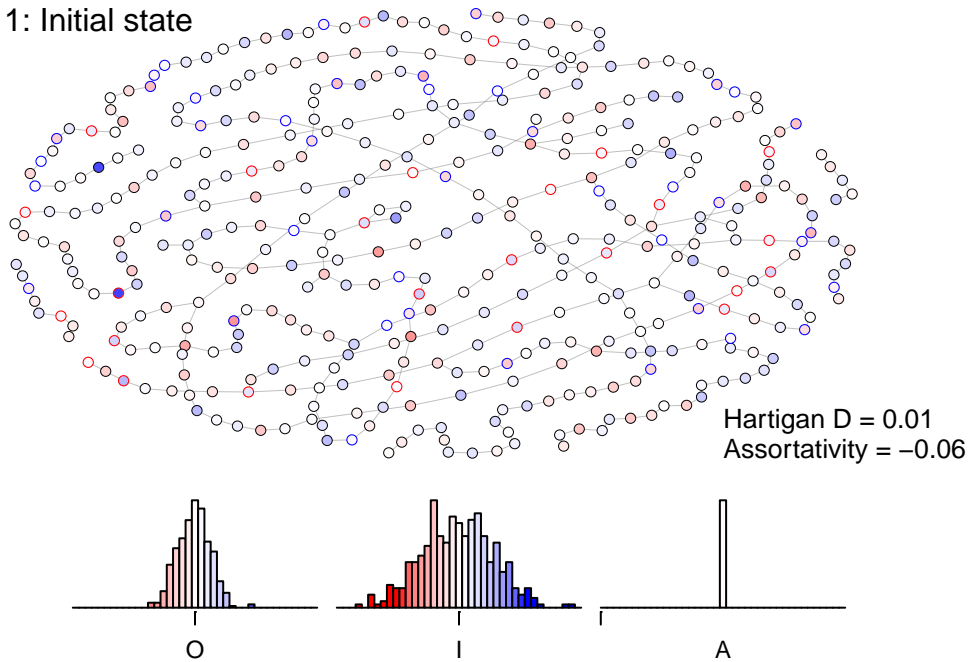 1: Initial state
Hartigan D = 0.01
Assortativity = −0.06
O
I
A